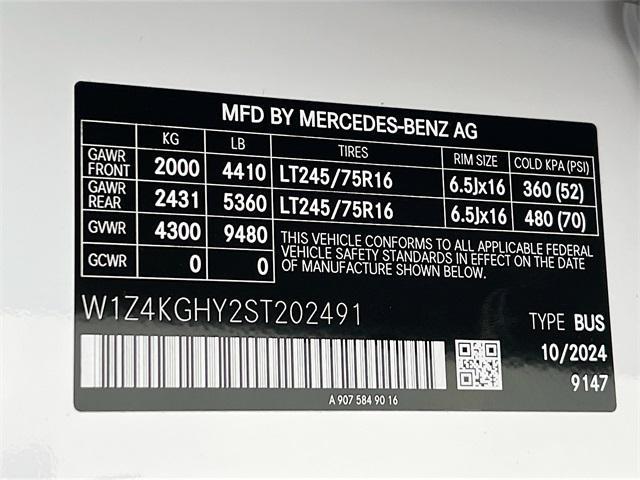 MFD BY MERCEDES-BENZ AG
KG LB TIRES RIM SIZE COLD KPA (PSI)
GAWR FRONT 2000 4410 LT245/75R16 6.5Jx16 360 (52)
GAWR REAR 2431 5360 LT245/75R16 6.5Jx16 480 (70)
GVWR 4300 9480
GCWR 0 0
THIS VEHICLE CONFORMS TO ALL APPLICABLE FEDERAL
VEHICLE SAFETY STANDARDS IN EFFECT ON THE DATE
OF MANUFACTURE SHOWN ABOVE.
W1Z4KGHY2ST202491
TYPE BUS
10/2024
9147
A 907 584 90 16